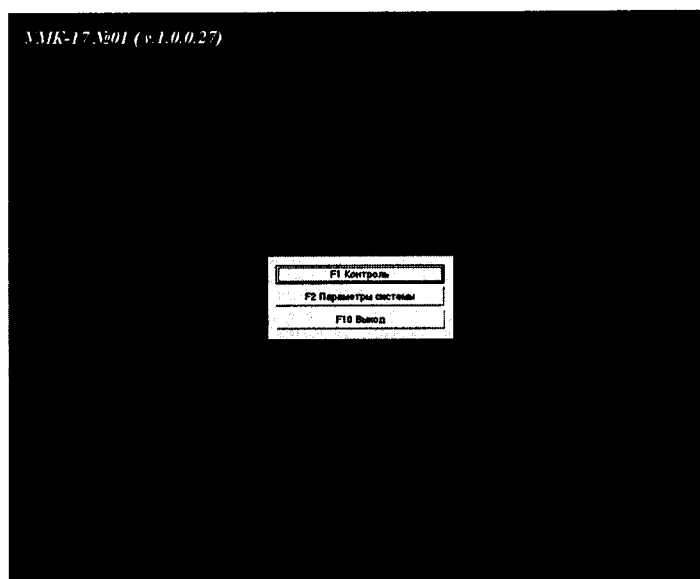 УМК-17 №01 ( v.1.0.0.27)
F1 Контроль
F2 Параметры системы
F10 Выход